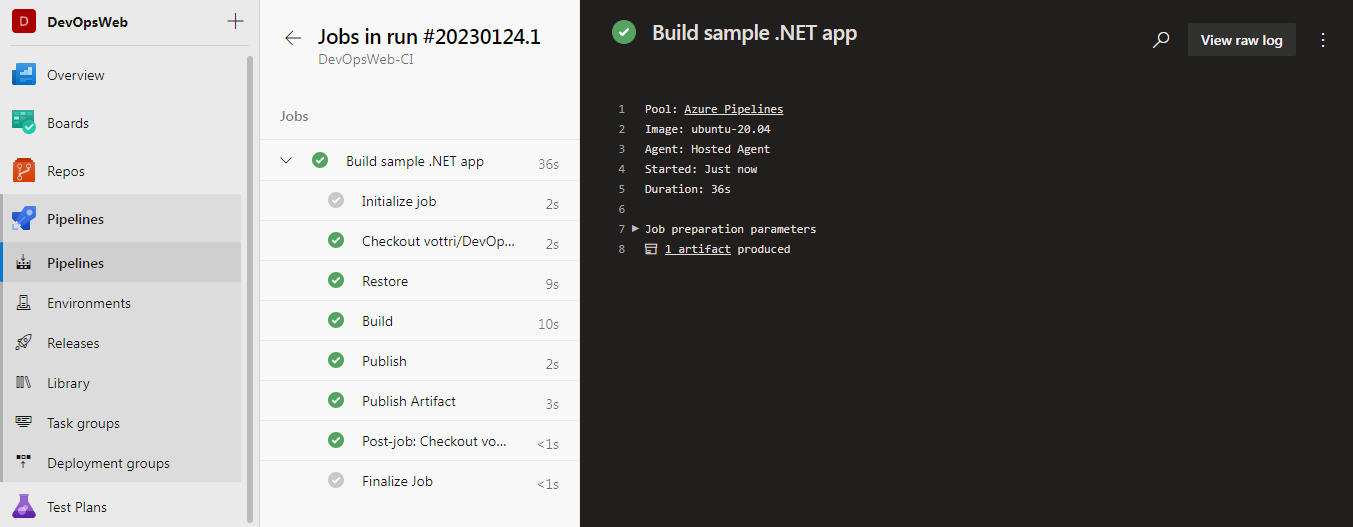 D DevOpsWeb
Overview
Boards
Repos
Pipelines
Pipelines
Environments
Releases
Library
Task groups
Deployment groups
Test Plans
Jobs in run #20230124.1
DevOpsWeb-CI
Jobs
Build sample .NET app 36s
Initialize job 2s
Checkout vottri/DevOp... 2s
Restore 9s
Build 10s
Publish 2s
Publish Artifact 3s
Post-job: Checkout vo... <1s
Finalize Job <1s
Build sample .NET app
View raw log
1 Pool: Azure Pipelines
2 Image: ubuntu-20.04
3 Agent: Hosted Agent
4 Started: Just now
5 Duration: 36s
6
7 Job preparation parameters
8 1 artifact produced